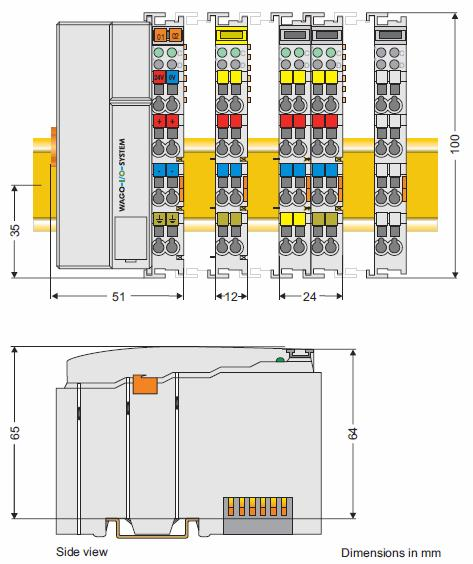 01 02
24V 0V
+ +
- -
WAGO-I/O-SYSTEM
100
35
51
12
24
65
64
Side view
Dimensions in mm